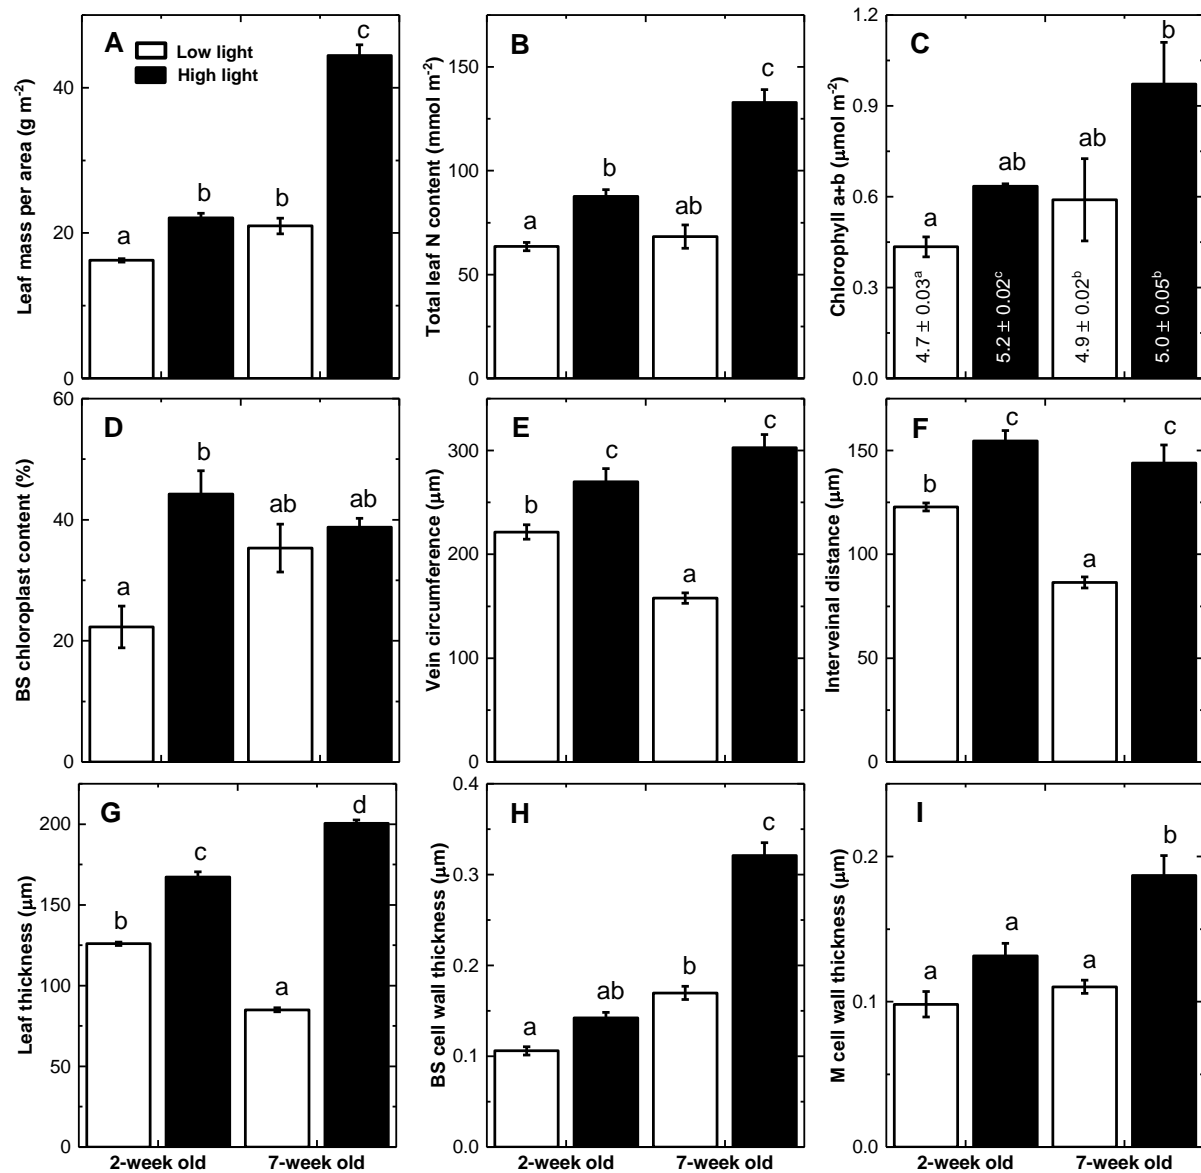 A
Low light
High light
Leaf mass per area (g m⁻²)
0
20
40
a
b
b
c
B
Total leaf N content (mmol m⁻²)
0
50
100
150
a
b
ab
c
C
Chlorophyll a+b (μmol m⁻²)
0.0
0.3
0.6
0.9
1.2
a
ab
ab
b
4.7 ± 0.03ᵃ
5.2 ± 0.02ᶜ
4.9 ± 0.02ᵇ
5.0 ± 0.05ᵇ
D
BS chloroplast content (%)
0
20
40
60
a
b
ab
ab
E
Vein circumference (μm)
0
100
200
300
b
c
a
c
F
Interveinal distance (μm)
0
50
100
150
b
c
a
c
G
Leaf thickness (μm)
0
50
100
150
200
b
c
a
d
2-week old 7-week old
H
BS cell wall thickness (μm)
0.0
0.1
0.2
0.3
0.4
a
ab
b
c
2-week old 7-week old
I
M cell wall thickness (μm)
0.0
0.1
0.2
a
a
a
b
2-week old 7-week old